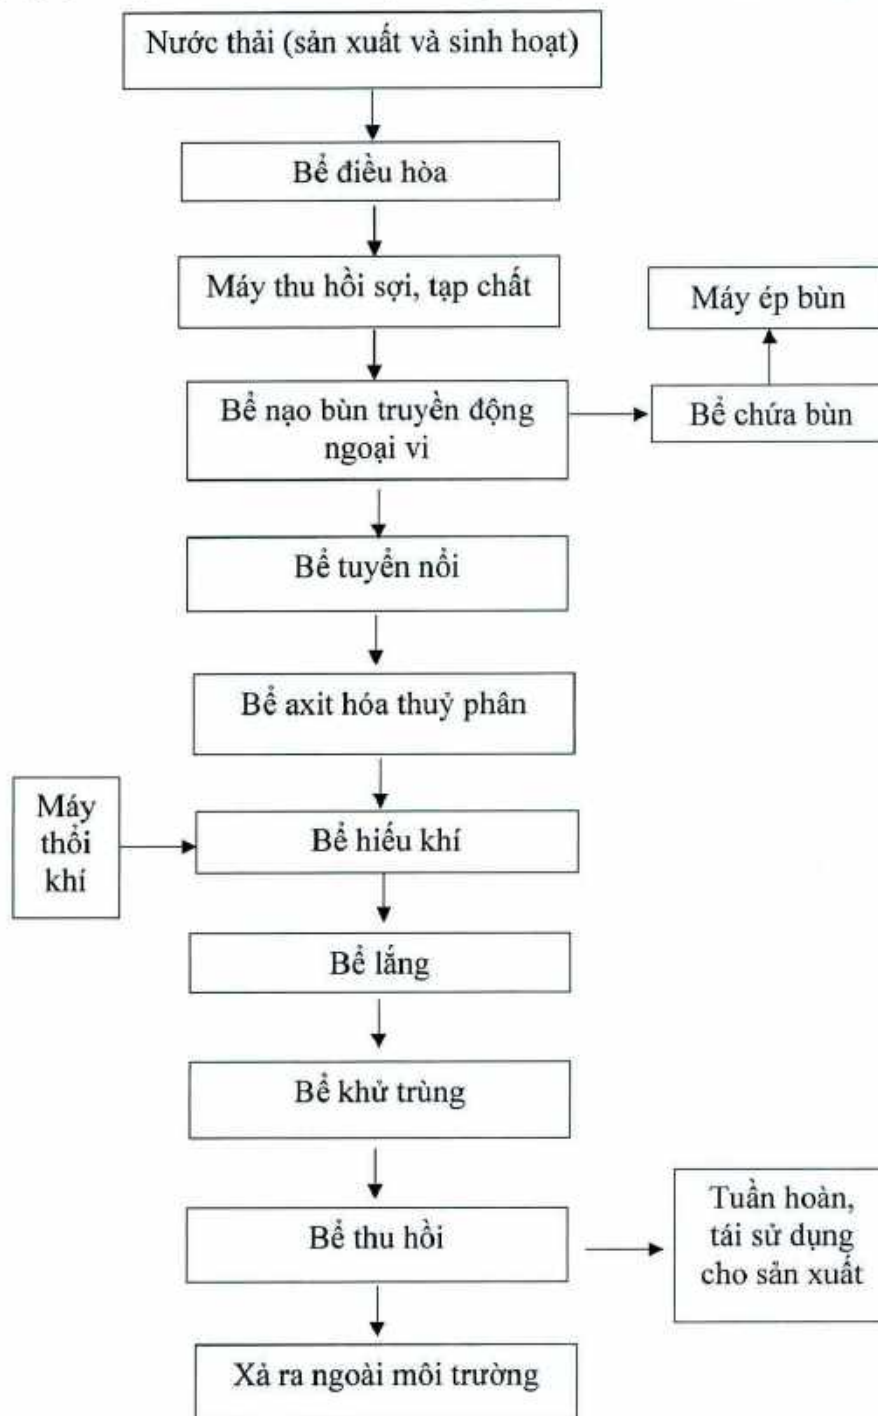 Nước thải (sản xuất và sinh hoạt)
Bể điều hòa
Máy thu hồi sợi, tạp chất
Máy ép bùn
Bể nạo bùn truyền động
ngoại vi
Bể chứa bùn
Bể tuyển nổi
Bể axit hóa thuỷ phân
Máy
thổi
khí
Bể hiếu khí
Bể lắng
Bể khử trùng
Bể thu hồi
Tuần hoàn,
tái sử dụng
cho sản xuất
Xả ra ngoài môi trường